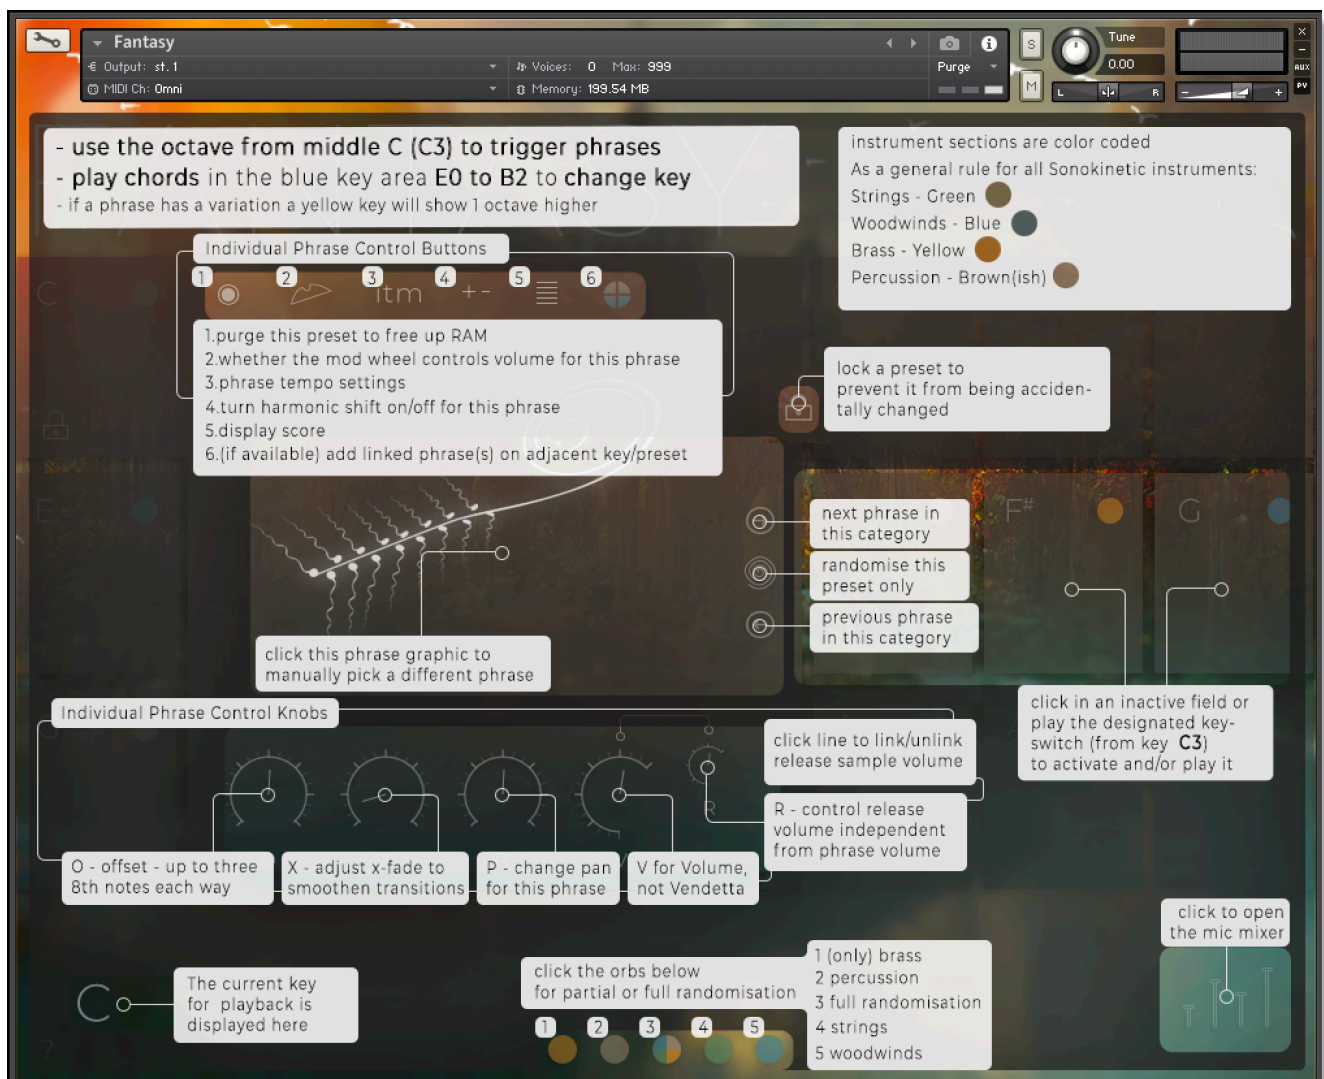 Fantasy
Output: st.1
Voices: 0 Max: 999
Purge
MIDI Ch: Omni
Memory: 199.54 MB
S
M
Tune
0.00
L
R
- +
×
-
AUX
PV
FANTASY
- use the octave from middle C (C3) to trigger phrases
- play chords in the blue key area E0 to B2 to change key
- if a phrase has a variation a yellow key will show 1 octave higher
instrument sections are color coded
As a general rule for all Sonokinetic instruments:
Strings - Green
Woodwinds - Blue
Brass - Yellow
Percussion - Brown(ish)
Individual Phrase Control Buttons
1 2 3 4 5 6
itm + -
C
1.purge this preset to free up RAM
2.whether the mod wheel controls volume for this phrase
3.phrase tempo settings
4.turn harmonic shift on/off for this phrase
5.display score
6.(if available) add linked phrase(s) on adjacent key/preset
lock a preset to
prevent it from being acciden-
tally changed
E
F#
G
next phrase in
this category
randomise this
preset only
previous phrase
in this category
click this phrase graphic to
manually pick a different phrase
click in an inactive field or
play the designated key-
switch (from key C3)
to activate and/or play it
Individual Phrase Control Knobs
click line to link/unlink
release sample volume
R
R - control release
volume independent
from phrase volume
O - offset - up to three
8th notes each way
X - adjust x-fade to
smoothen transitions
P - change pan
for this phrase
V for Volume,
not Vendetta
click to open
the mic mixer
C
The current key
for playback is
displayed here
click the orbs below
for partial or full randomisation
1 2 3 4 5
1 (only) brass
2 percussion
3 full randomisation
4 strings
5 woodwinds
?